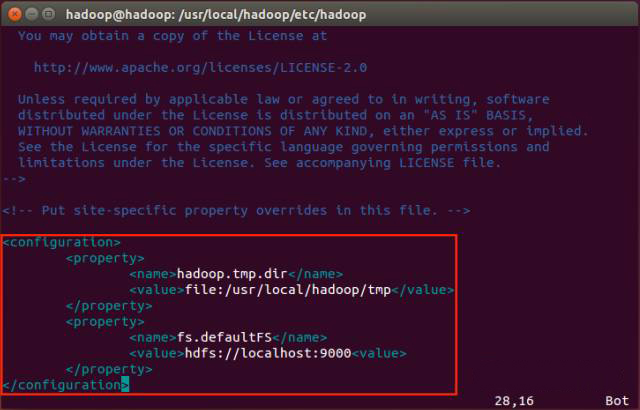 hadoop@hadoop: /usr/local/hadoop/etc/hadoop
You may obtain a copy of the License at
http://www.apache.org/licenses/LICENSE-2.0
Unless required by applicable law or agreed to in writing, software
distributed under the License is distributed on an "AS IS" BASIS,
WITHOUT WARRANTIES OR CONDITIONS OF ANY KIND, either express or implied.
See the License for the specific language governing permissions and
limitations under the License. See accompanying LICENSE file.
-->
<!-- Put site-specific property overrides in this file. -->
<configuration>
<property>
<name>hadoop.tmp.dir</name>
<value>file:/usr/local/hadoop/tmp</value>
</property>
<property>
<name>fs.defaultFS</name>
<value>hdfs://localhost:9000<value>
</property>
</configuration>
28,16 Bot